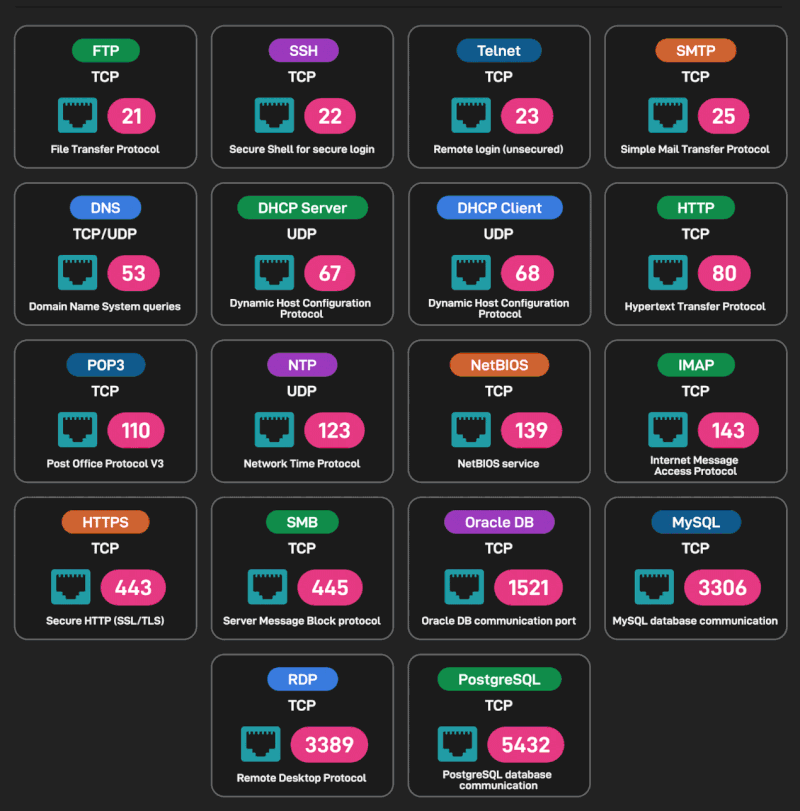 FTP
TCP
21
File Transfer Protocol
SSH
TCP
22
Secure Shell for secure login
Telnet
TCP
23
Remote login (unsecured)
SMTP
TCP
25
Simple Mail Transfer Protocol
DNS
TCP/UDP
53
Domain Name System queries
DHCP Server
UDP
67
Dynamic Host Configuration
Protocol
DHCP Client
UDP
68
Dynamic Host Configuration
Protocol
HTTP
TCP
80
Hypertext Transfer Protocol
POP3
TCP
110
Post Office Protocol V3
NTP
UDP
123
Network Time Protocol
NetBIOS
TCP
139
NetBIOS service
IMAP
TCP
143
Internet Message
Access Protocol
HTTPS
TCP
443
Secure HTTP (SSL/TLS)
SMB
TCP
445
Server Message Block protocol
Oracle DB
TCP
1521
Oracle DB communication port
MySQL
TCP
3306
MySQL database communication
RDP
TCP
3389
Remote Desktop Protocol
PostgreSQL
TCP
5432
PostgreSQL database
communication